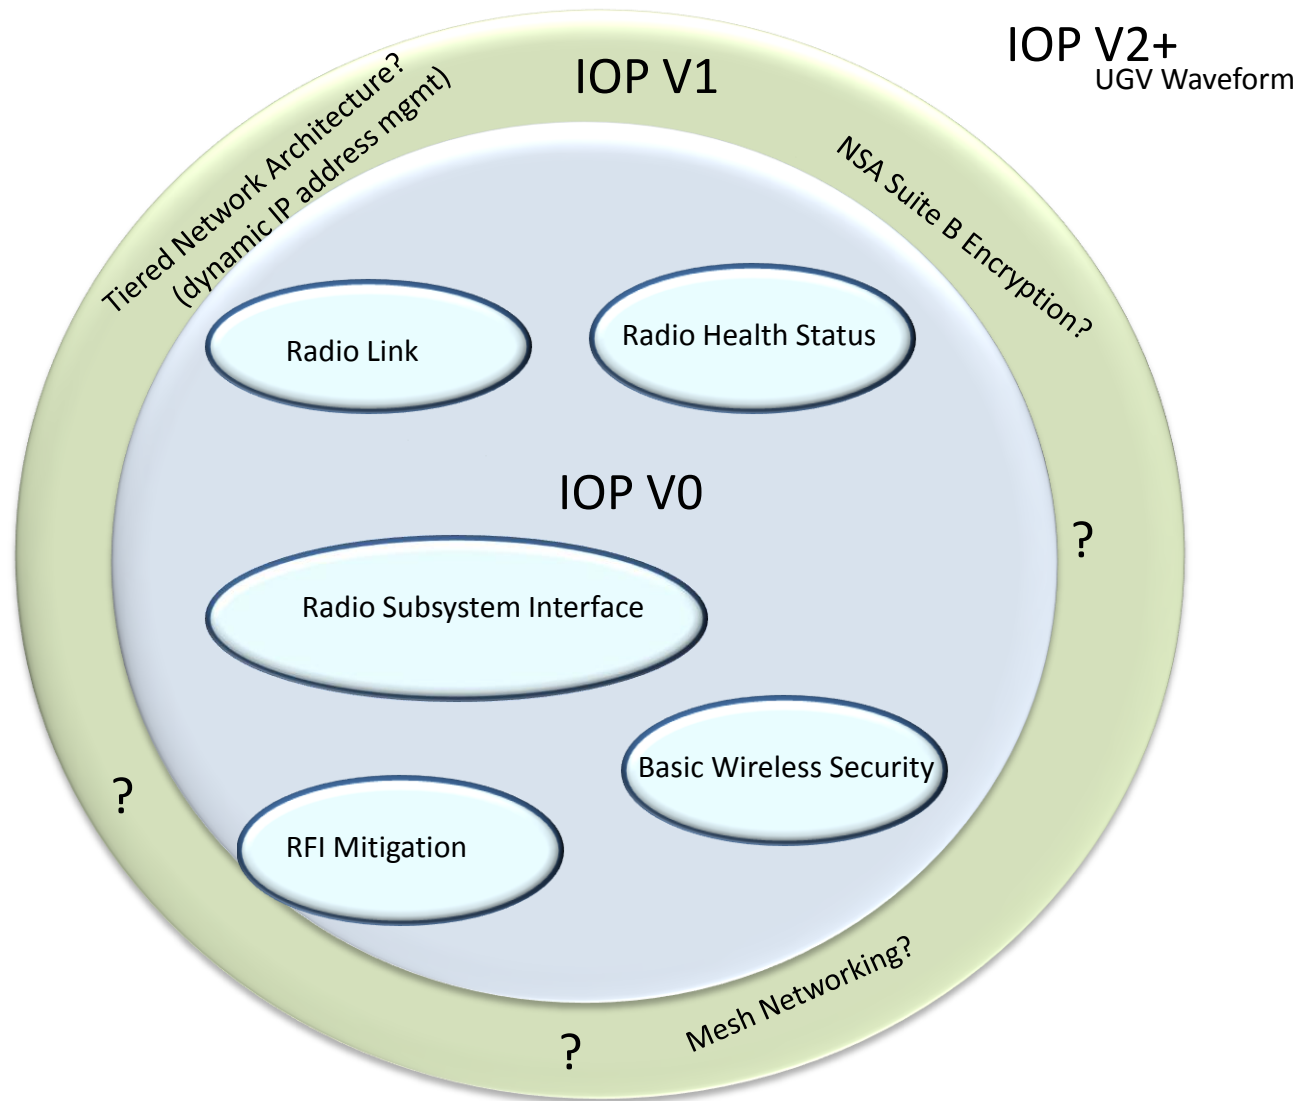 IOP V2+
UGV Waveform
IOP V1
Tiered Network Architecture?
(dynamic IP address mgmt)
NSA Suite B Encryption?
Radio Link
Radio Health Status
IOP V0
?
Radio Subsystem Interface
Basic Wireless Security
?
RFI Mitigation
Mesh Networking?
?